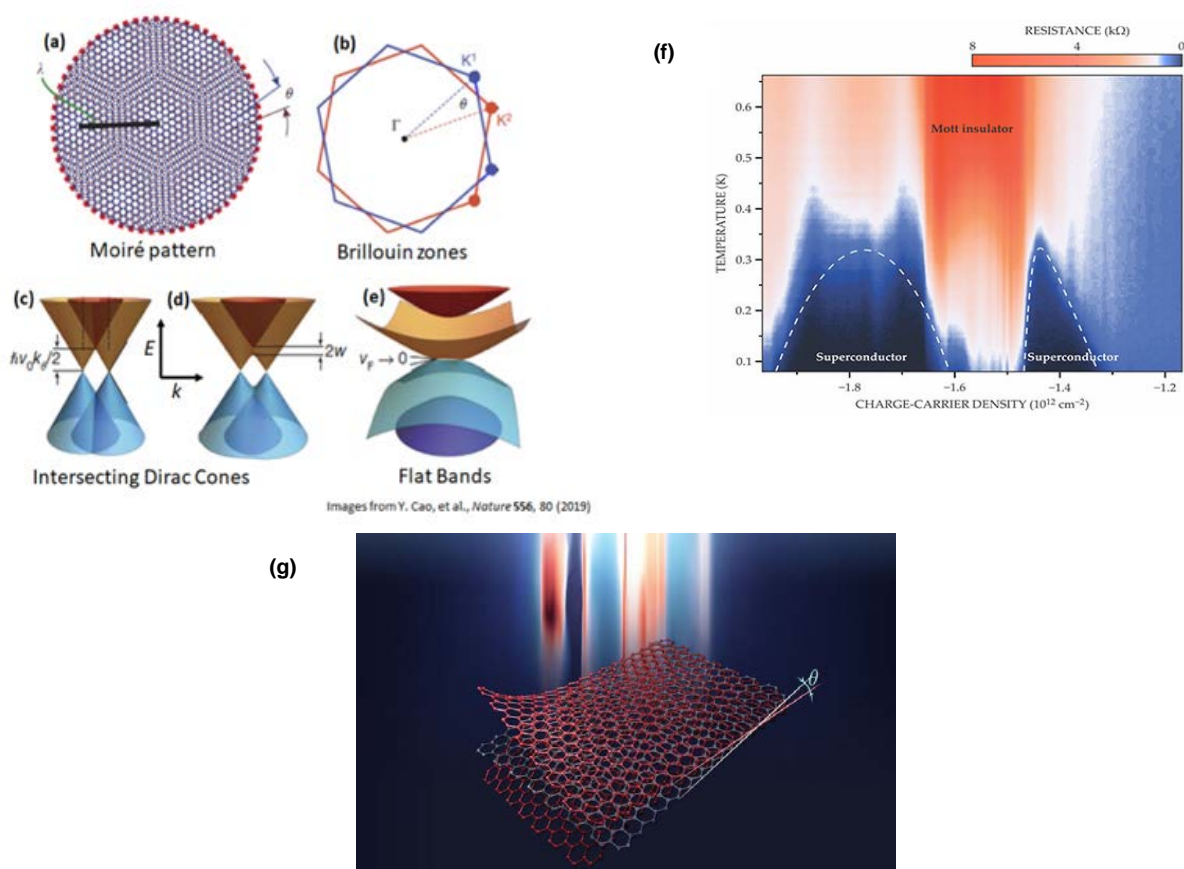 (a)
λ
θ
Moiré pattern
(b)
K¹
θ
Γ
K²
Brillouin zones
(c)
ħv₀kθ/2
(d)
E
k
2w
Intersecting Dirac Cones
(e)
vF → 0
Flat Bands
Images from Y. Cao, et al., Nature 556, 80 (2019)
(f)
RESISTANCE (kΩ)
8 4 0
Mott insulator
TEMPERATURE (K)
0.6
0.5
0.4
0.3
0.2
0.1
Superconductor
Superconductor
−1.8 −1.6 −1.4 −1.2
CHARGE-CARRIER DENSITY (10¹² cm⁻²)
(g)
θ